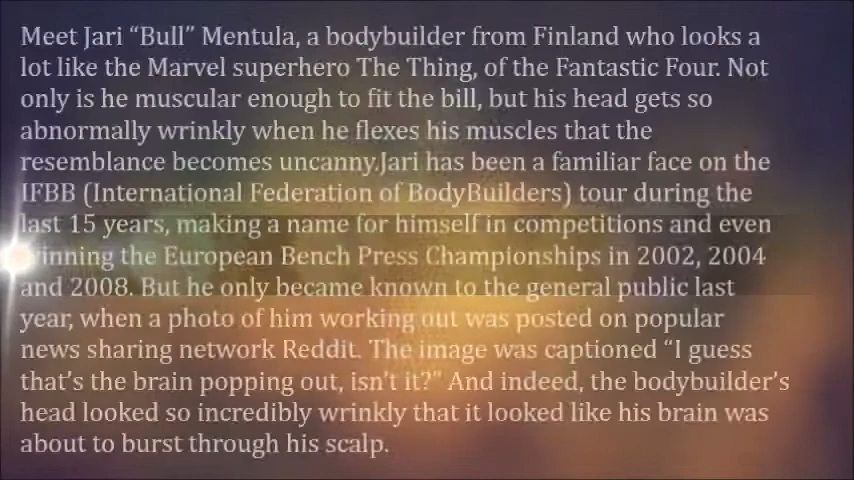 Meet Jari “Bull” Mentula, a bodybuilder from Finland who looks a
lot like the Marvel superhero The Thing, of the Fantastic Four. Not
only is he muscular enough to fit the bill, but his head gets so
abnormally wrinkly when he flexes his muscles that the
resemblance becomes uncanny.Jari has been a familiar face on the
IFBB (International Federation of BodyBuilders) tour during the
last 15 years, making a name for himself in competitions and even
winning the European Bench Press Championships in 2002, 2004
and 2008. But he only became known to the general public last
year, when a photo of him working out was posted on popular
news sharing network Reddit. The image was captioned “I guess
that’s the brain popping out, isn’t it?” And indeed, the bodybuilder’s
head looked so incredibly wrinkly that it looked like his brain was
about to burst through his scalp.